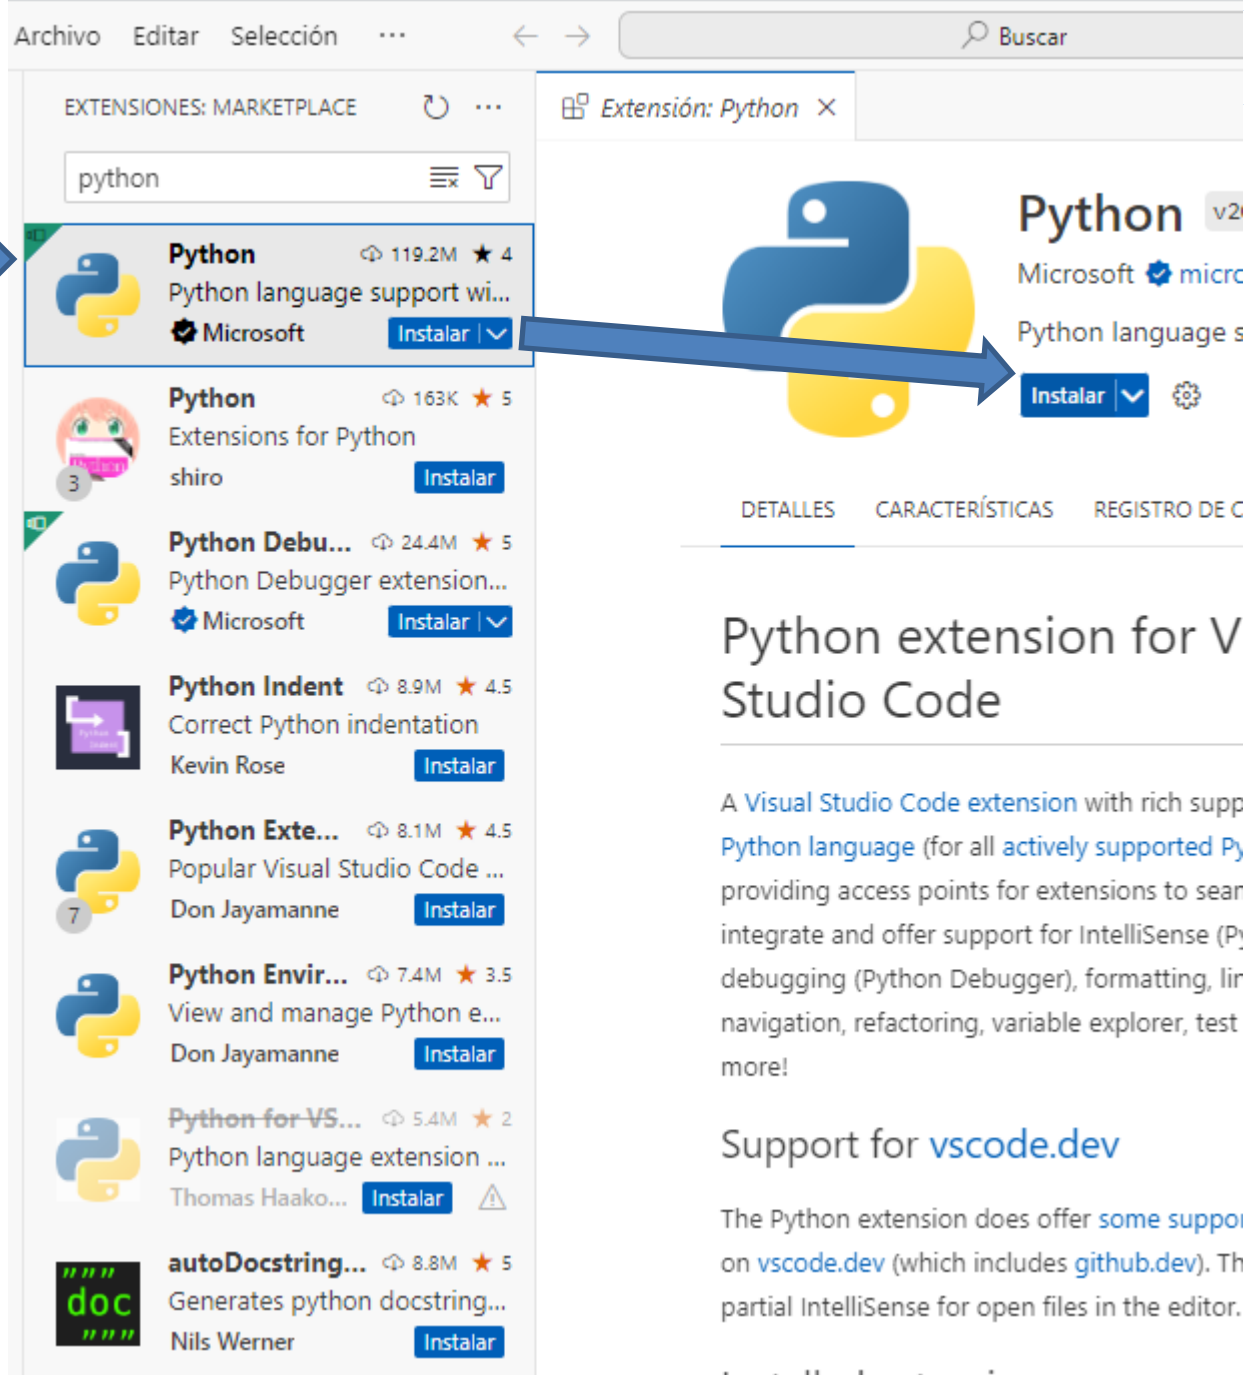 Archivo Editar Selección ···
Buscar
EXTENSIONES: MARKETPLACE
python
Python 119.2M ★ 4
Python language support wi...
Microsoft Instalar
Python 163K ★ 5
Extensions for Python
shiro Instalar
3
Python Debu... 24.4M ★ 5
Python Debugger extension...
Microsoft Instalar
Python Indent 8.9M ★ 4.5
Correct Python indentation
Kevin Rose Instalar
Python Exte... 8.1M ★ 4.5
Popular Visual Studio Code ...
Don Jayamanne Instalar
7
Python Envir... 7.4M ★ 3.5
View and manage Python e...
Don Jayamanne Instalar
Python for VS... 5.4M ★ 2
Python language extension ...
Thomas Haako... Instalar
autoDocstring... 8.8M ★ 5
Generates python docstring...
Nils Werner Instalar
"""
doc
"""
Extensión: Python
Python
Microsoft
Python language
Instalar
DETALLES CARACTERÍSTICAS REGISTRO DE
Python extension for
Studio Code
A Visual Studio Code extension with rich
Python language (for all actively supported
providing access points for extensions to
integrate and offer support for IntelliSense
debugging (Python Debugger), formatting,
navigation, refactoring, variable explorer, test
more!
Support for vscode.dev
The Python extension does offer some
on vscode.dev (which includes github.dev).
partial IntelliSense for open files in the editor.